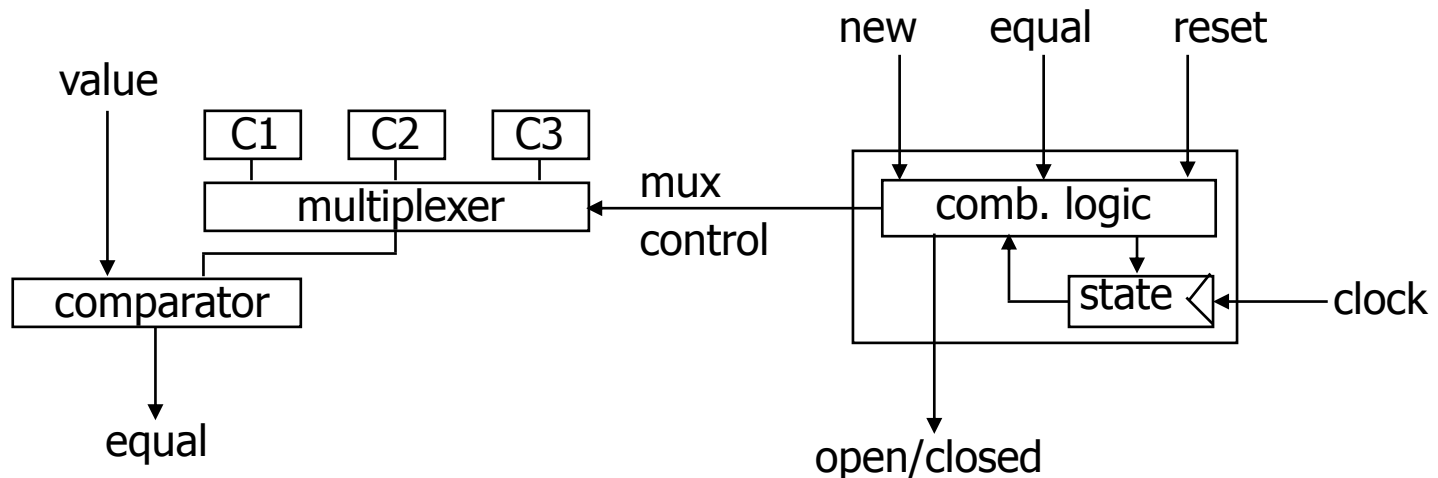 new equal reset
value
C1 C2 C3
multiplexer
mux
control
comb. logic
comparator
state
clock
equal
open/closed